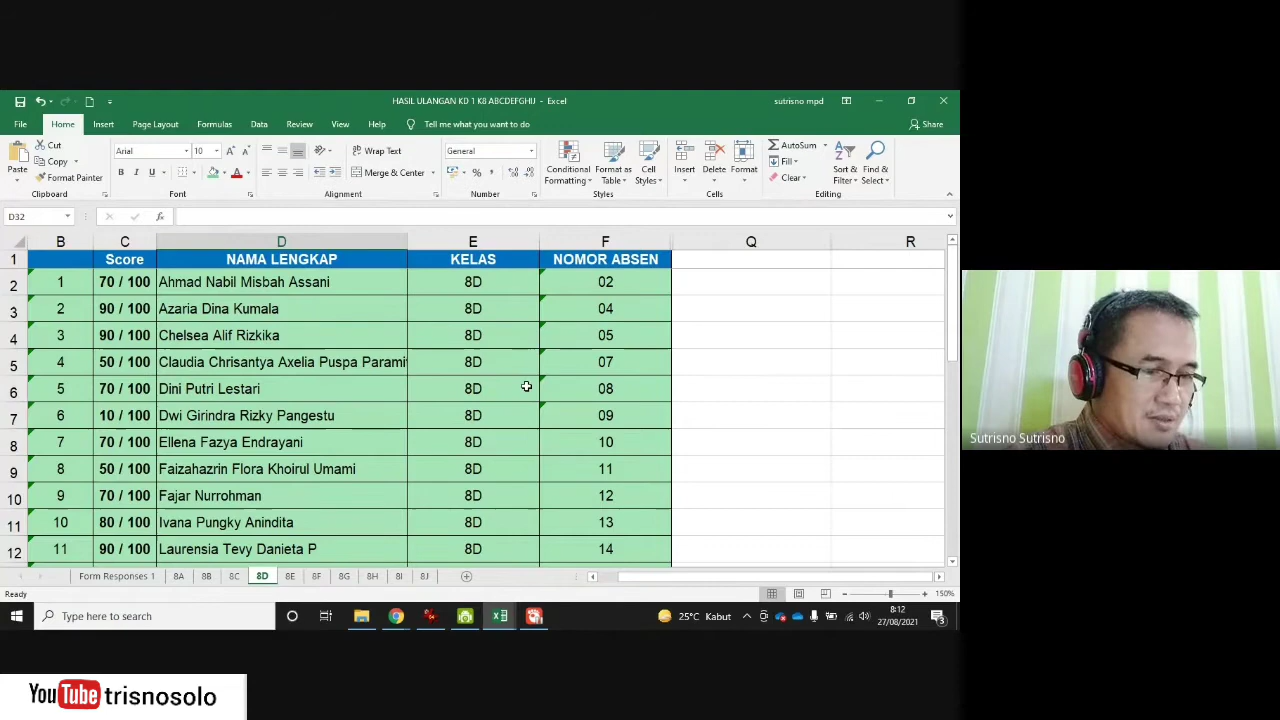 HASIL ULANGAN KD 1 K8 ABCDEFGHIJ - Excel
sutrisno mpd
File Home Insert Page Layout Formulas Data Review View Help Tell me what you want to do Share
Paste
Cut
Copy
Format Painter
Clipboard
Arial 10
B I U
Font
Wrap Text
Merge & Center
Alignment
General
Number
Conditional Formatting
Format as Table
Cell Styles
Styles
Insert Delete Format
Cells
AutoSum
Fill
Clear
Sort & Filter
Find & Select
Editing
D32 fx
B C D E F Q R
1 Score NAMA LENGKAP KELAS NOMOR ABSEN
2 1 70 / 100 Ahmad Nabil Misbah Assani 8D 02
3 2 90 / 100 Azaria Dina Kumala 8D 04
4 3 90 / 100 Chelsea Alif Rizkika 8D 05
5 4 50 / 100 Claudia Chrisantya Axelia Puspa Parami 8D 07
6 5 70 / 100 Dini Putri Lestari 8D 08
7 6 10 / 100 Dwi Girindra Rizky Pangestu 8D 09
8 7 70 / 100 Ellena Fazya Endrayani 8D 10
9 8 50 / 100 Faizahazrin Flora Khoirul Umami 8D 11
10 9 70 / 100 Fajar Nurrohman 8D 12
11 10 80 / 100 Ivana Pungky Anindita 8D 13
12 11 90 / 100 Laurensia Tevy Danieta P 8D 14
Form Responses 1 8A 8B 8C 8D 8E 8F 8G 8H 8I 8J
Ready 150%
Type here to search
25°C Kabut
8:12
27/08/2021
3
Sutrisno Sutrisno
YouTube trisnosolo